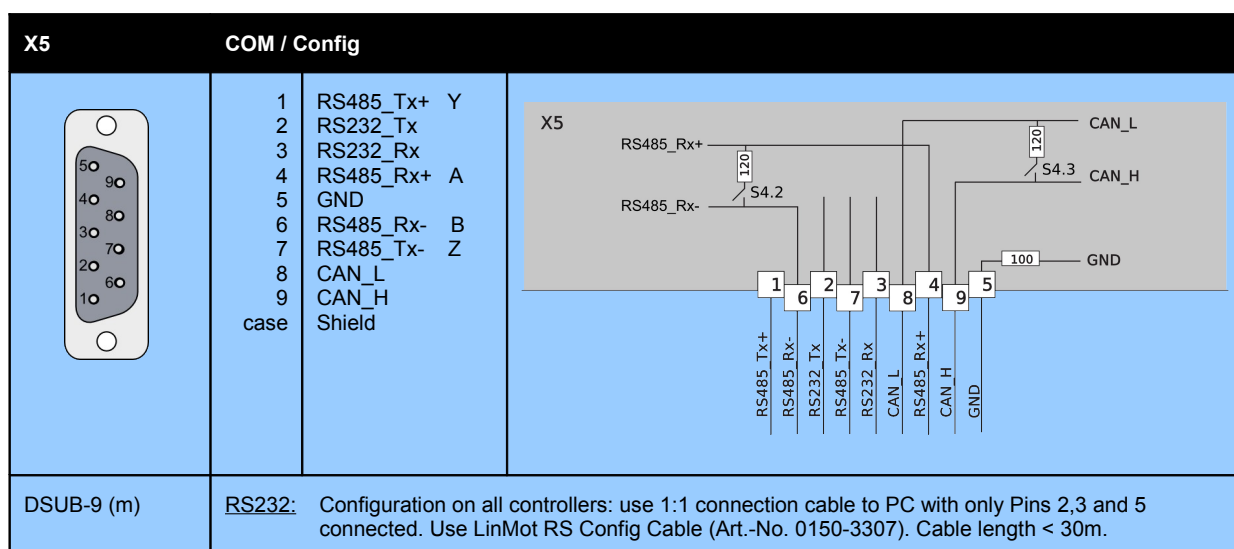 X5 COM / Config
1 RS485_Tx+ Y
2 RS232_Tx
3 RS232_Rx
4 RS485_Rx+ A
5 GND
6 RS485_Rx- B
7 RS485_Tx- Z
8 CAN_L
9 CAN_H
case Shield
5
9
4
8
3
7
2
6
1
X5
CAN_L
RS485_Rx+
120
120
S4.3
CAN_H
S4.2
RS485_Rx-
100
GND
1 6 2 7 3 8 4 9 5
RS485_Tx+
RS485_Rx-
RS232_Tx
RS485_Tx-
RS232_Rx
CAN_L
RS485_Rx+
CAN_H
GND
DSUB-9 (m)
RS232: Configuration on all controllers: use 1:1 connection cable to PC with only Pins 2,3 and 5
connected. Use LinMot RS Config Cable (Art.-No. 0150-3307). Cable length < 30m.